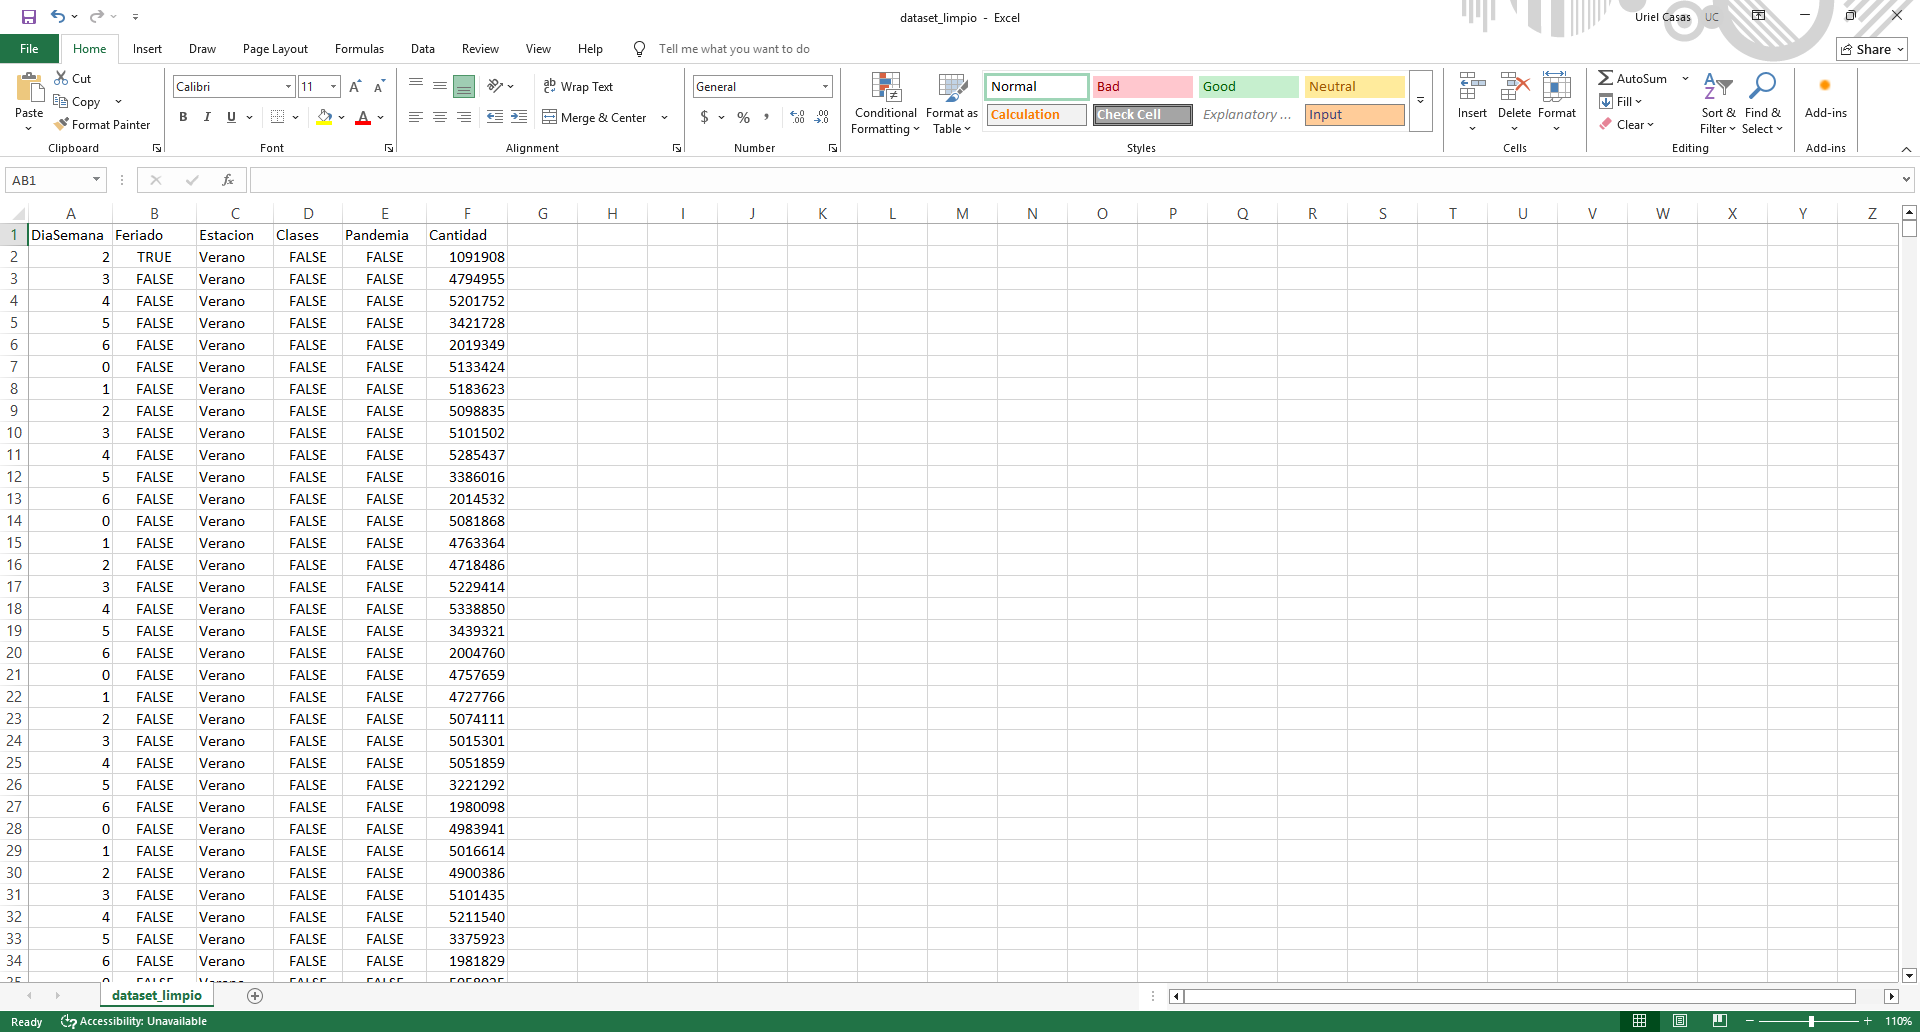 dataset_limpio - Excel
Uriel Casas UC
File Home Insert Draw Page Layout Formulas Data Review View Help Tell me what you want to do Share
Cut
Copy
Format Painter
Paste
Clipboard
Calibri 11
B I U A
Font
ab Wrap Text
Merge & Center
Alignment
General
$ % ,
Number
Conditional Formatting
Format as Table
Normal Bad Good Neutral
Calculation Check Cell Explanatory ... Input
Styles
Insert Delete Format
Cells
AutoSum
Fill
Clear
Sort & Filter
Find & Select
Editing
Add-ins
Add-ins
AB1 fx
A B C D E F G H I J K L M N O P Q R S T U V W X Y Z
1 DiaSemana Feriado Estacion Clases Pandemia Cantidad
2 2 TRUE Verano FALSE FALSE 1091908
3 3 FALSE Verano FALSE FALSE 4794955
4 4 FALSE Verano FALSE FALSE 5201752
5 5 FALSE Verano FALSE FALSE 3421728
6 6 FALSE Verano FALSE FALSE 2019349
7 0 FALSE Verano FALSE FALSE 5133424
8 1 FALSE Verano FALSE FALSE 5183623
9 2 FALSE Verano FALSE FALSE 5098835
10 3 FALSE Verano FALSE FALSE 5101502
11 4 FALSE Verano FALSE FALSE 5285437
12 5 FALSE Verano FALSE FALSE 3386016
13 6 FALSE Verano FALSE FALSE 2014532
14 0 FALSE Verano FALSE FALSE 5081868
15 1 FALSE Verano FALSE FALSE 4763364
16 2 FALSE Verano FALSE FALSE 4718486
17 3 FALSE Verano FALSE FALSE 5229414
18 4 FALSE Verano FALSE FALSE 5338850
19 5 FALSE Verano FALSE FALSE 3439321
20 6 FALSE Verano FALSE FALSE 2004760
21 0 FALSE Verano FALSE FALSE 4757659
22 1 FALSE Verano FALSE FALSE 4727766
23 2 FALSE Verano FALSE FALSE 5074111
24 3 FALSE Verano FALSE FALSE 5015301
25 4 FALSE Verano FALSE FALSE 5051859
26 5 FALSE Verano FALSE FALSE 3221292
27 6 FALSE Verano FALSE FALSE 1980098
28 0 FALSE Verano FALSE FALSE 4983941
29 1 FALSE Verano FALSE FALSE 5016614
30 2 FALSE Verano FALSE FALSE 4900386
31 3 FALSE Verano FALSE FALSE 5101435
32 4 FALSE Verano FALSE FALSE 5211540
33 5 FALSE Verano FALSE FALSE 3375923
34 6 FALSE Verano FALSE FALSE 1981829
dataset_limpio
Ready Accessibility: Unavailable 110%